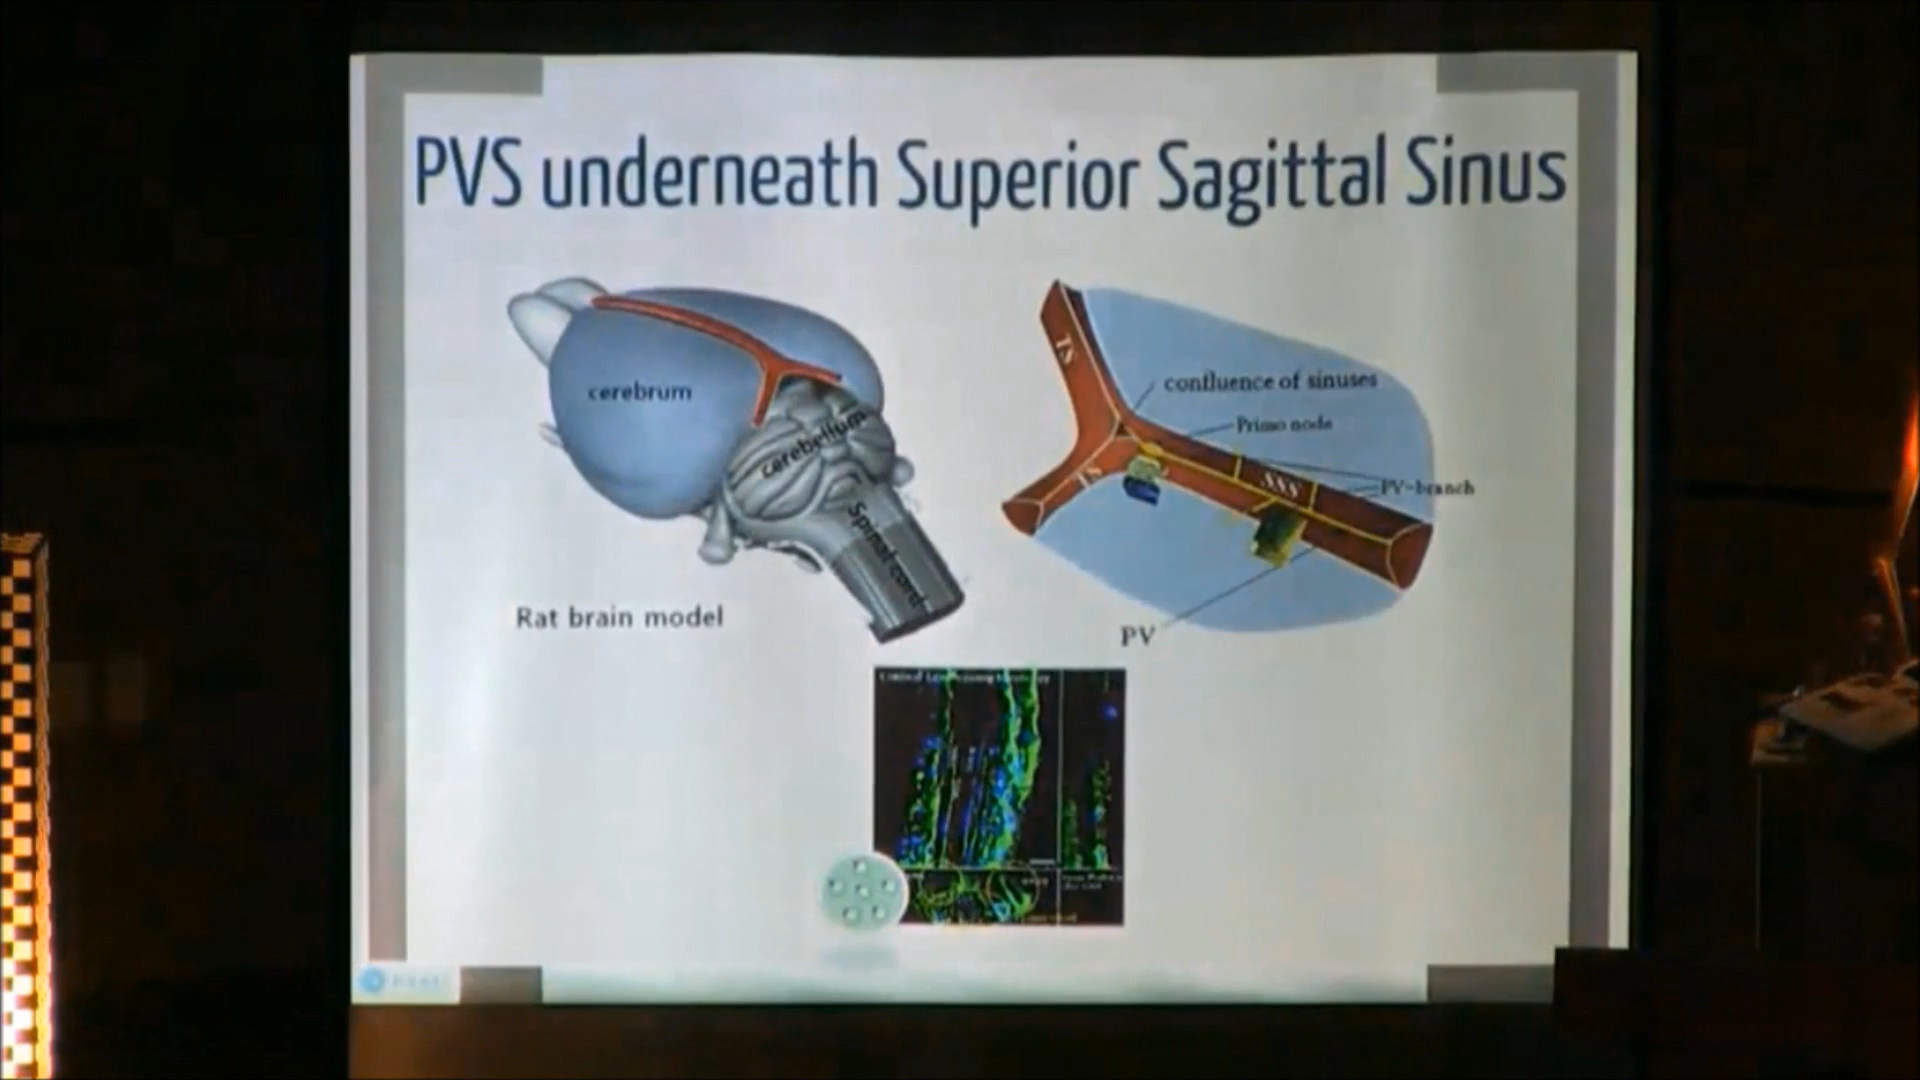 PVS underneath Superior Sagittal Sinus
cerebrum
cerebellum
Spinal cord
Rat brain model
TS
confluence of sinuses
Primo node
TS
SSS
PV-branch
PV